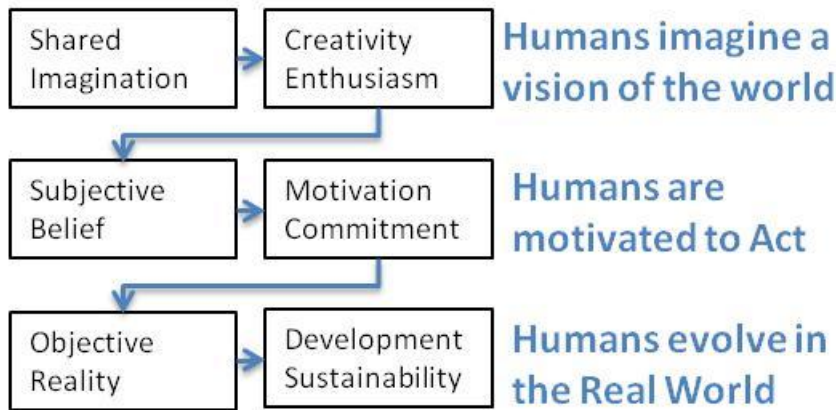 Shared
Imagination
Creativity
Enthusiasm
Humans imagine a
vision of the world
Subjective
Belief
Motivation
Commitment
Humans are
motivated to Act
Objective
Reality
Development
Sustainability
Humans evolve in
the Real World